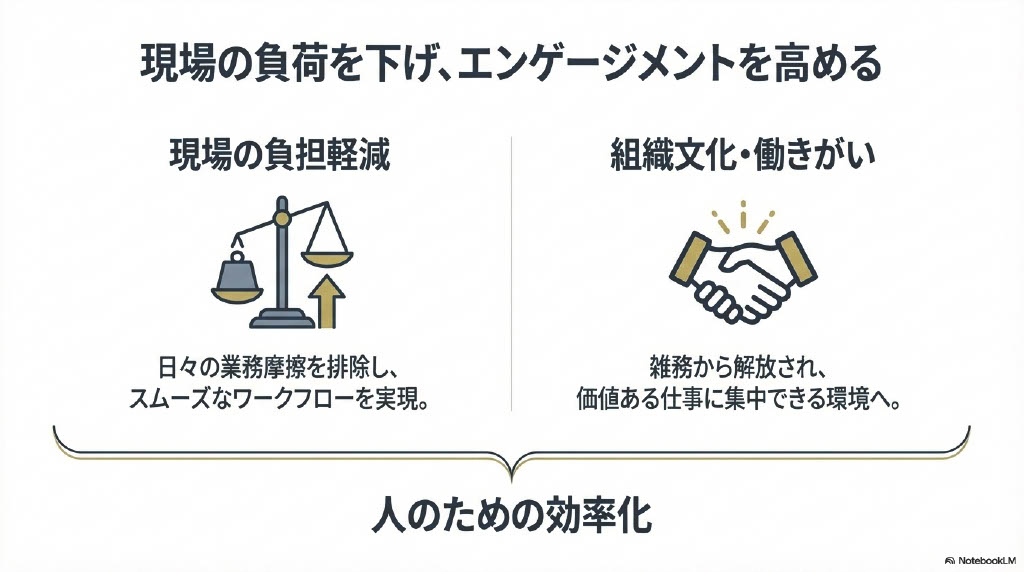 現場の負荷を下げ、エンゲージメントを高める
現場の負担軽減
日々の業務摩擦を排除し、
スムーズなワークフローを実現。
組織文化・働きがい
雑務から解放され、
価値ある仕事に集中できる環境へ。
人のための効率化
NotebookLM